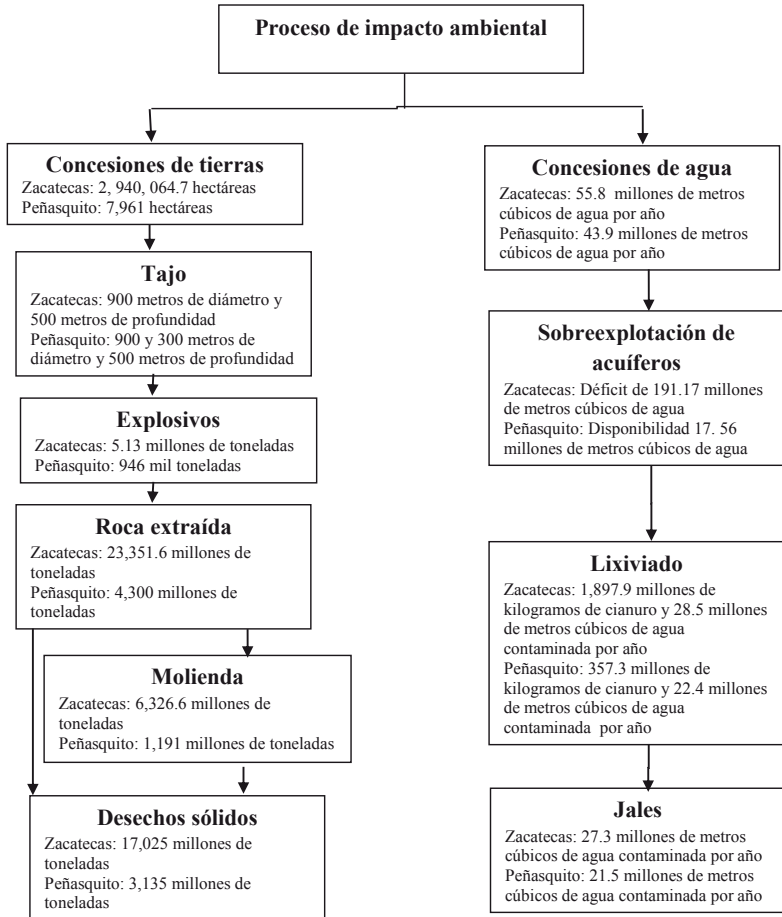 Proceso de impacto ambiental
Concesiones de tierras
Zacatecas: 2, 940, 064.7 hectáreas
Peñasquito: 7,961 hectáreas
Tajo
Zacatecas: 900 metros de diámetro y
500 metros de profundidad
Peñasquito: 900 y 300 metros de
diámetro y 500 metros de profundidad
Explosivos
Zacatecas: 5.13 millones de toneladas
Peñasquito: 946 mil toneladas
Roca extraída
Zacatecas: 23,351.6 millones de
toneladas
Peñasquito: 4,300 millones de
toneladas
Molienda
Zacatecas: 6,326.6 millones de
toneladas
Peñasquito: 1,191 millones de toneladas
Desechos sólidos
Zacatecas: 17,025 millones de
toneladas
Peñasquito: 3,135 millones de
toneladas
Concesiones de agua
Zacatecas: 55.8 millones de metros
cúbicos de agua por año
Peñasquito: 43.9 millones de metros
cúbicos de agua por año
Sobreexplotación de
acuíferos
Zacatecas: Déficit de 191.17 millones
de metros cúbicos de agua
Peñasquito: Disponibilidad 17. 56
millones de metros cúbicos de agua
Lixiviado
Zacatecas: 1,897.9 millones de
kilogramos de cianuro y 28.5 millones
de metros cúbicos de agua
contaminada por año
Peñasquito: 357.3 millones de
kilogramos de cianuro y 22.4 millones
de metros cúbicos de agua
contaminada por año
Jales
Zacatecas: 27.3 millones de metros
cúbicos de agua contaminada por año
Peñasquito: 21.5 millones de metros
cúbicos de agua contaminada por año